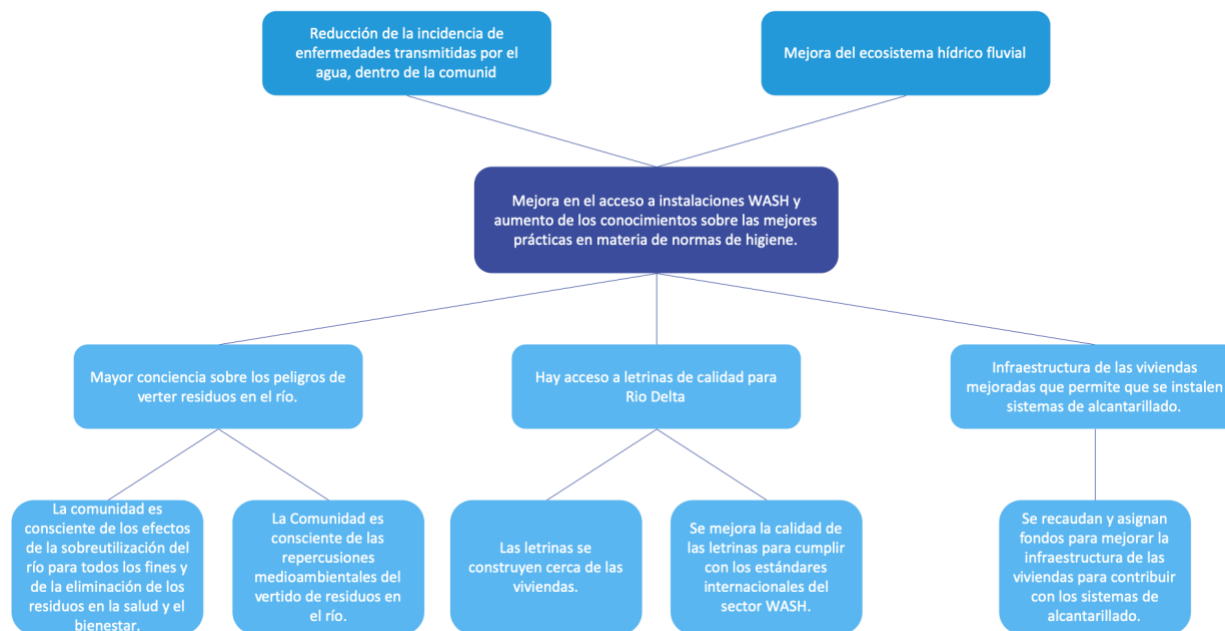 Reducción de la incidencia de
enfermedades transmitidas por el
agua, dentro de la comunid
Mejora del ecosistema hídrico fluvial
Mejora en el acceso a instalaciones WASH y
aumento de los conocimientos sobre las mejores
prácticas en materia de normas de higiene.
Mayor conciencia sobre los peligros de
verter residuos en el río.
Hay acceso a letrinas de calidad para
Rio Delta
Infraestructura de las viviendas
mejoradas que permite que se instalen
sistemas de alcantarillado.
La comunidad es
consciente de los efectos
de la sobreutilización del
río para todos los fines y
de la eliminación de los
residuos en la salud y el
bienestar.
La Comunidad es
consciente de las
repercusiones
medioambientales del
vertido de residuos en
el río.
Las letrinas se
construyen cerca de las
viviendas.
Se mejora la calidad de
las letrinas para cumplir
con los estándares
internacionales del
sector WASH.
Se recaudan y asignan
fondos para mejorar la
infraestructura de las
viviendas para contribuir
con los sistemas de
alcantarillado.